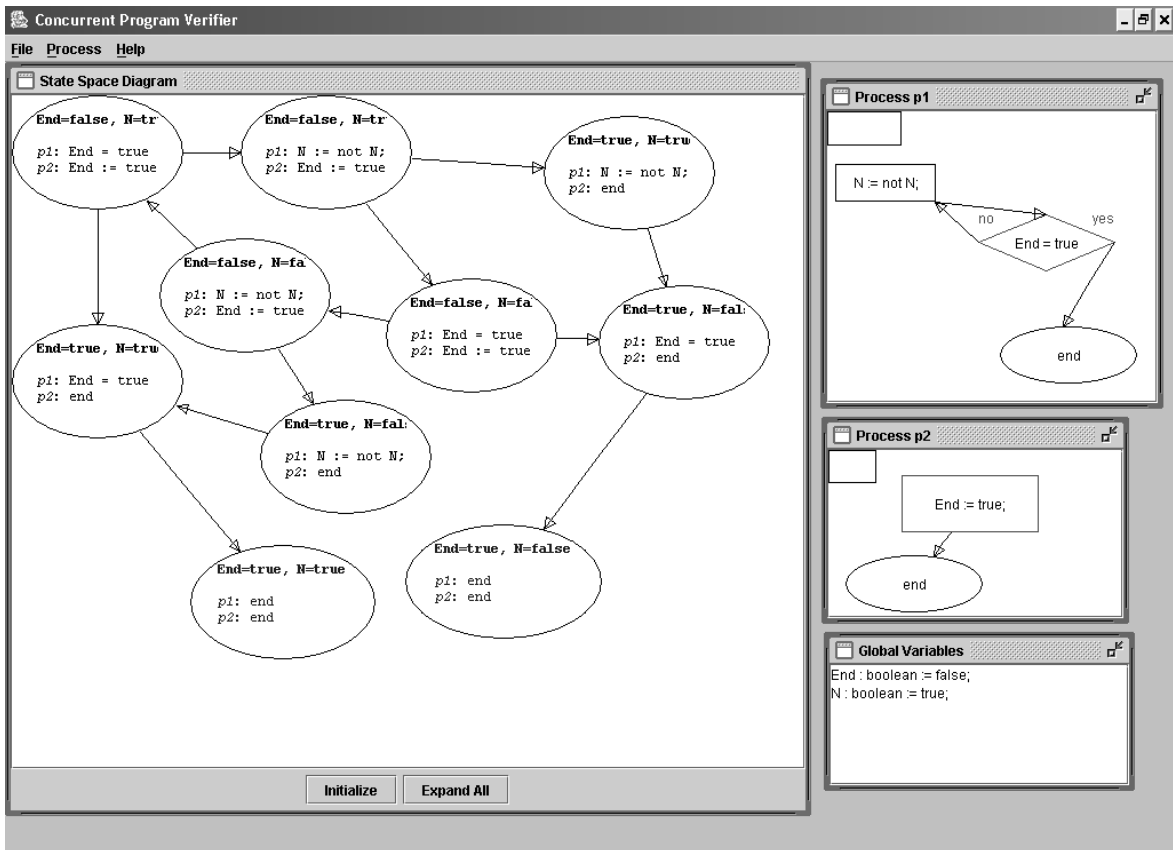 Concurrent Program Verifier
File Process Help
State Space Diagram
End=false, N=tr
p1: End = true
p2: End := true
End=false, N=tr
p1: N := not N;
p2: End := true
End=true, N=tru
p1: N := not N;
p2: end
End=false, N=fa
p1: N := not N;
p2: End := true
End=false, N=fa
p1: End = true
p2: End := true
End=true, N=fal
p1: End = true
p2: end
End=true, N=tru
p1: End = true
p2: end
End=true, N=fal
p1: N := not N;
p2: end
End=true, N=true
p1: end
p2: end
End=true, N=false
p1: end
p2: end
Initialize Expand All
Process p1
N := not N;
no
yes
End = true
end
Process p2
End := true;
end
Global Variables
End : boolean := false;
N : boolean := true;